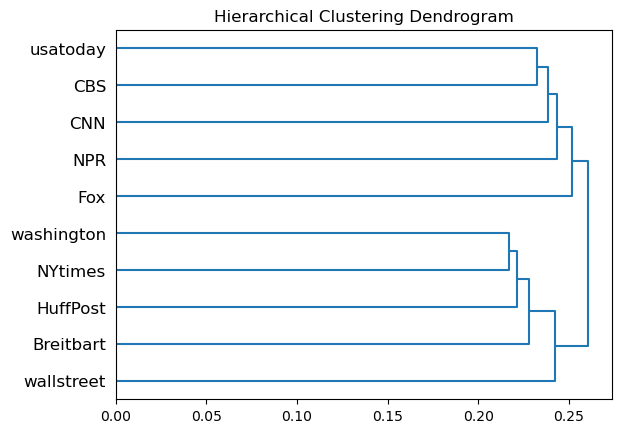 Hierarchical Clustering Dendrogram
usatoday
CBS
CNN
NPR
Fox
washington
NYtimes
HuffPost
Breitbart
wallstreet
0.00 0.05 0.10 0.15 0.20 0.25